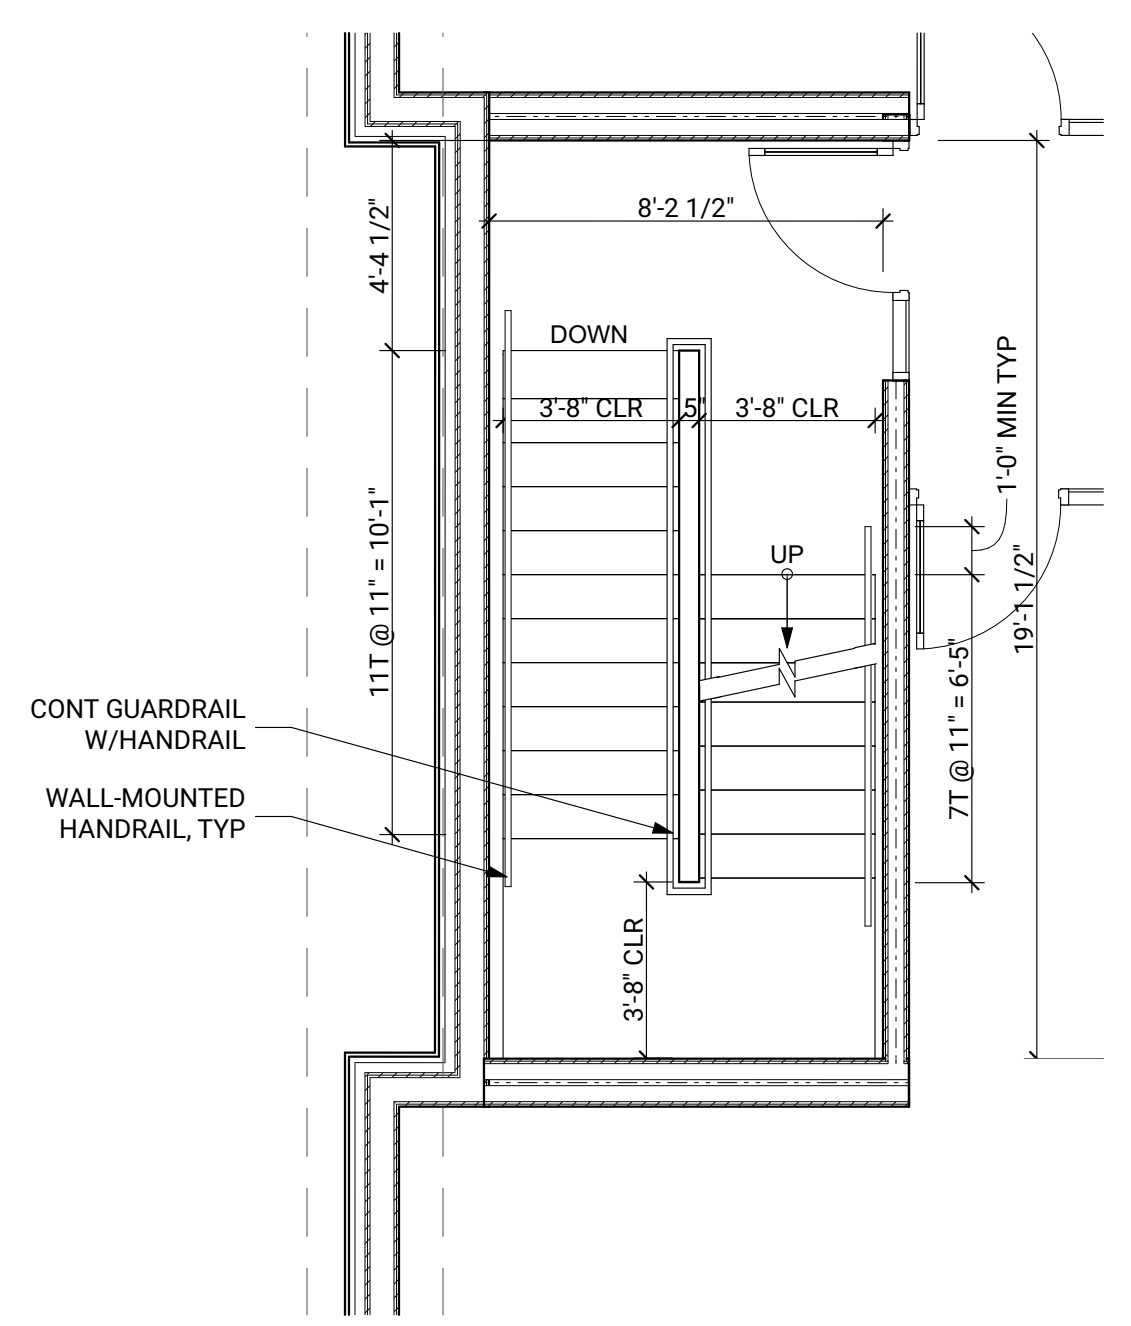 8'-2 1/2"
4'-4 1/2"
DOWN
3'-8" CLR
5"
3'-8" CLR
1'-0" MIN TYP
11T @ 11" = 10'-1"
UP
19'-1 1/2"
7T @ 11" = 6'-5"
CONT GUARDRAIL
W/HANDRAIL
WALL-MOUNTED
HANDRAIL, TYP
3'-8" CLR